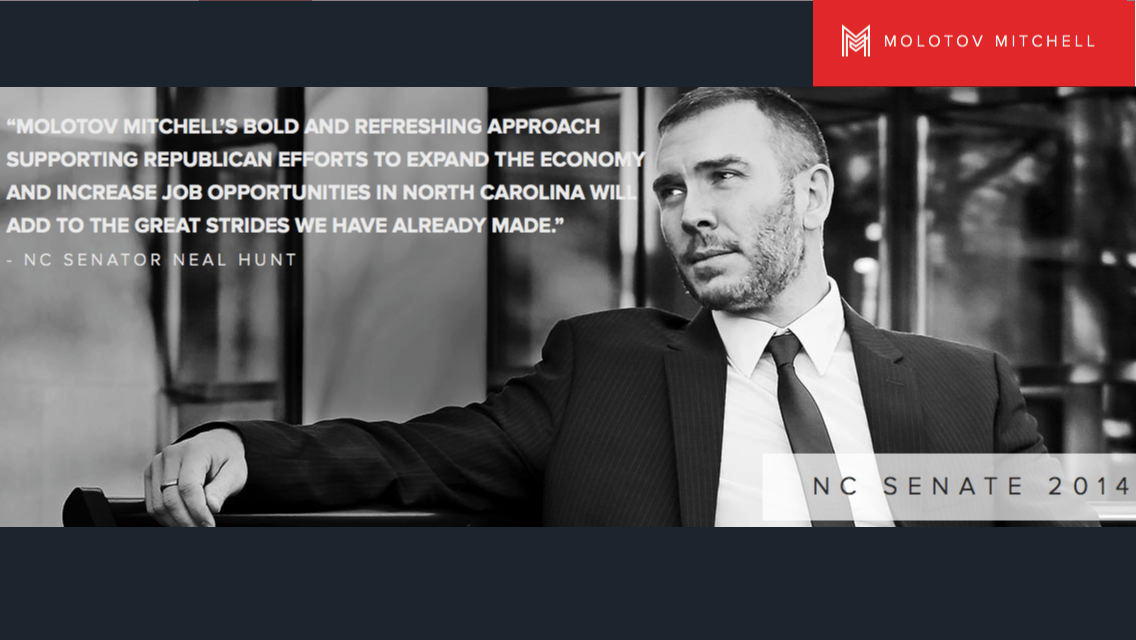 MOLOTOV MITCHELL
“MOLOTOV MITCHELL’S BOLD AND REFRESHING APPROACH
SUPPORTING REPUBLICAN EFFORTS TO EXPAND THE ECONOMY
AND INCREASE JOB OPPORTUNITIES IN NORTH CAROLINA WILL
ADD TO THE GREAT STRIDES WE HAVE ALREADY MADE.”
- NC SENATOR NEAL HUNT
NC SENATE 2014